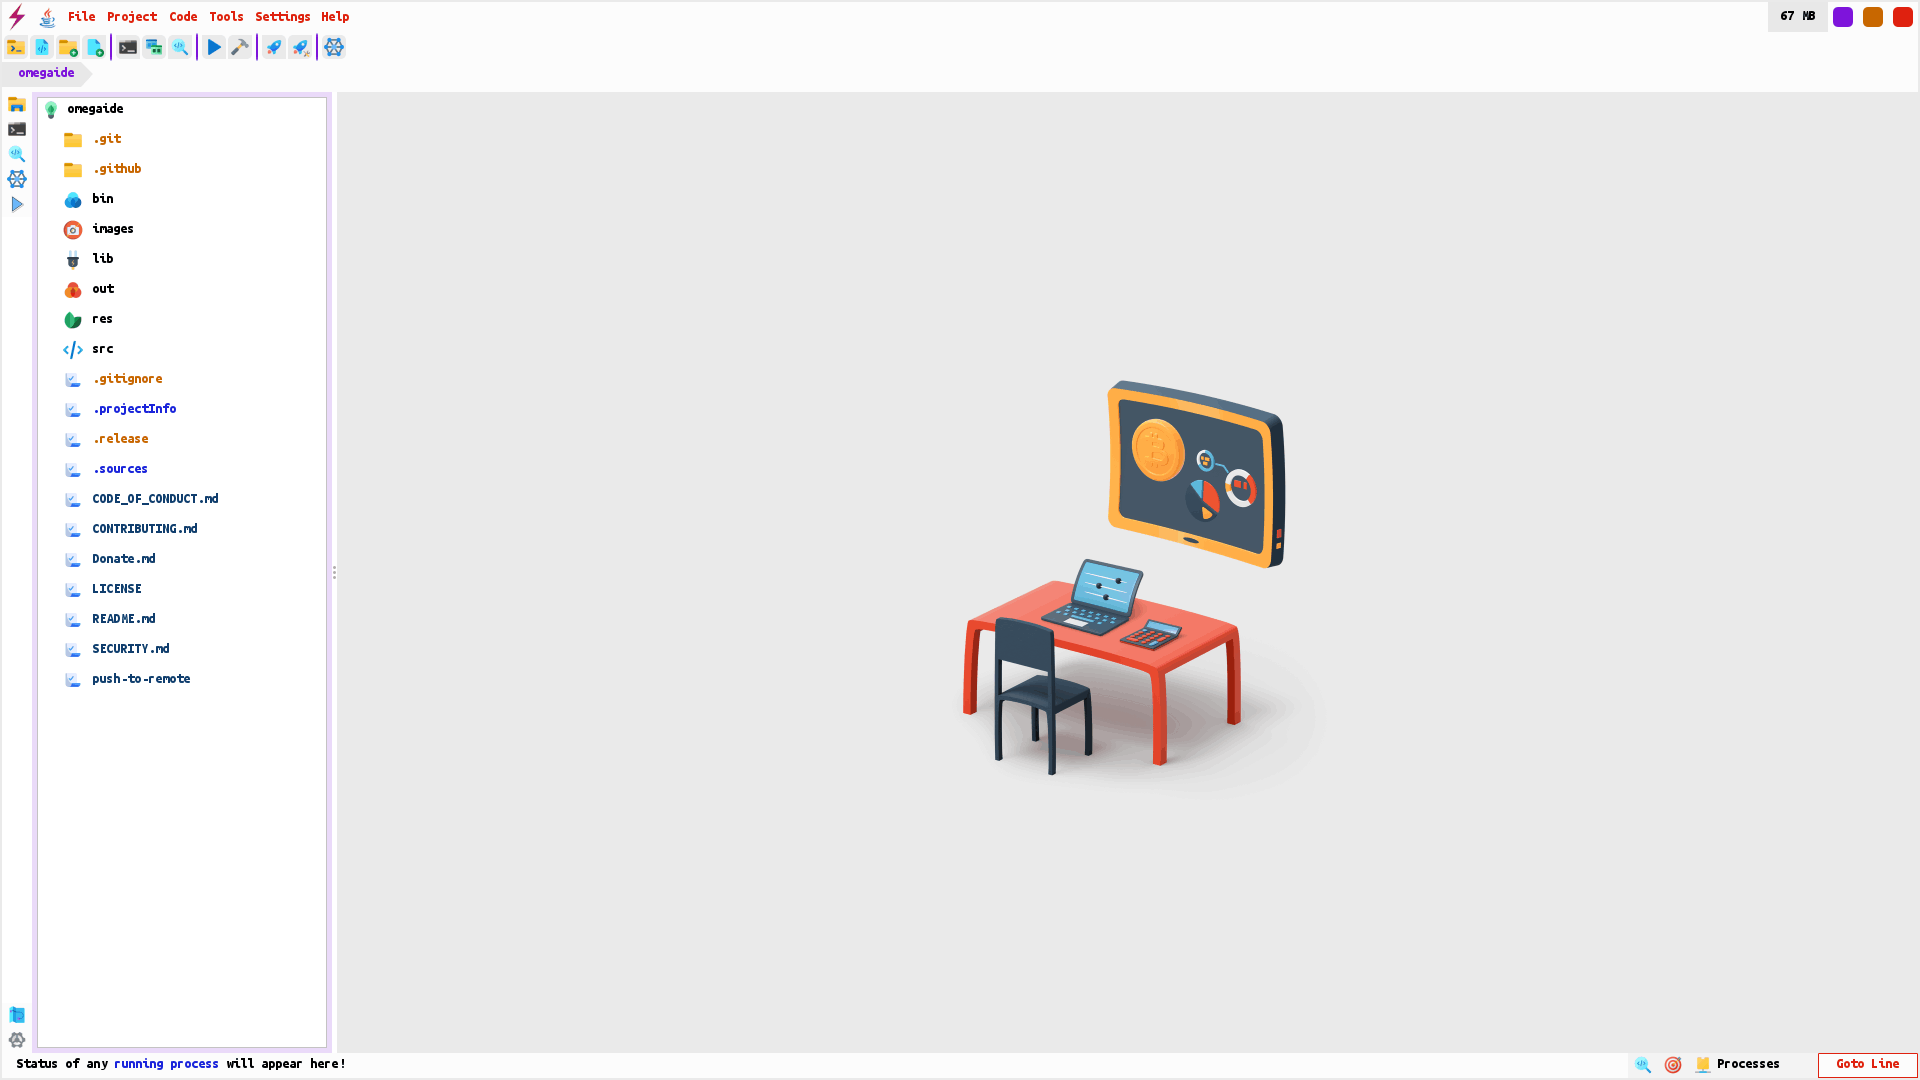 File Project Code Tools Settings Help
67 MB
omegaide
omegaide
.git
.github
bin
images
lib
out
res
src
.gitignore
.projectInfo
.release
.sources
CODE_OF_CONDUCT.md
CONTRIBUTING.md
Donate.md
LICENSE
README.md
SECURITY.md
push-to-remote
Status of any running process will appear here!
Processes
Goto Line